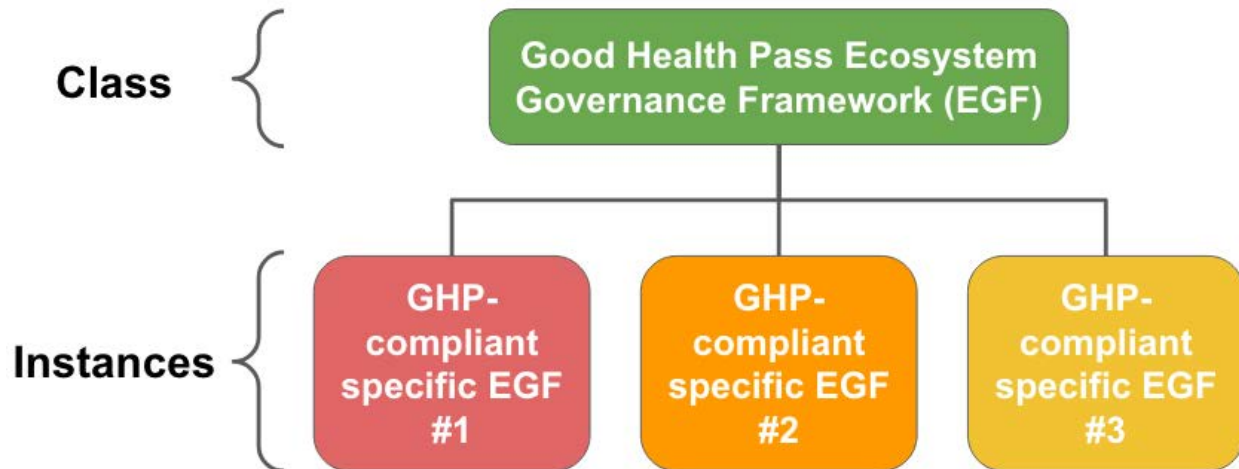 Class
Good Health Pass Ecosystem
Governance Framework (EGF)
Instances
GHP-
compliant
specific EGF
#1
GHP-
compliant
specific EGF
#2
GHP-
compliant
specific EGF
#3